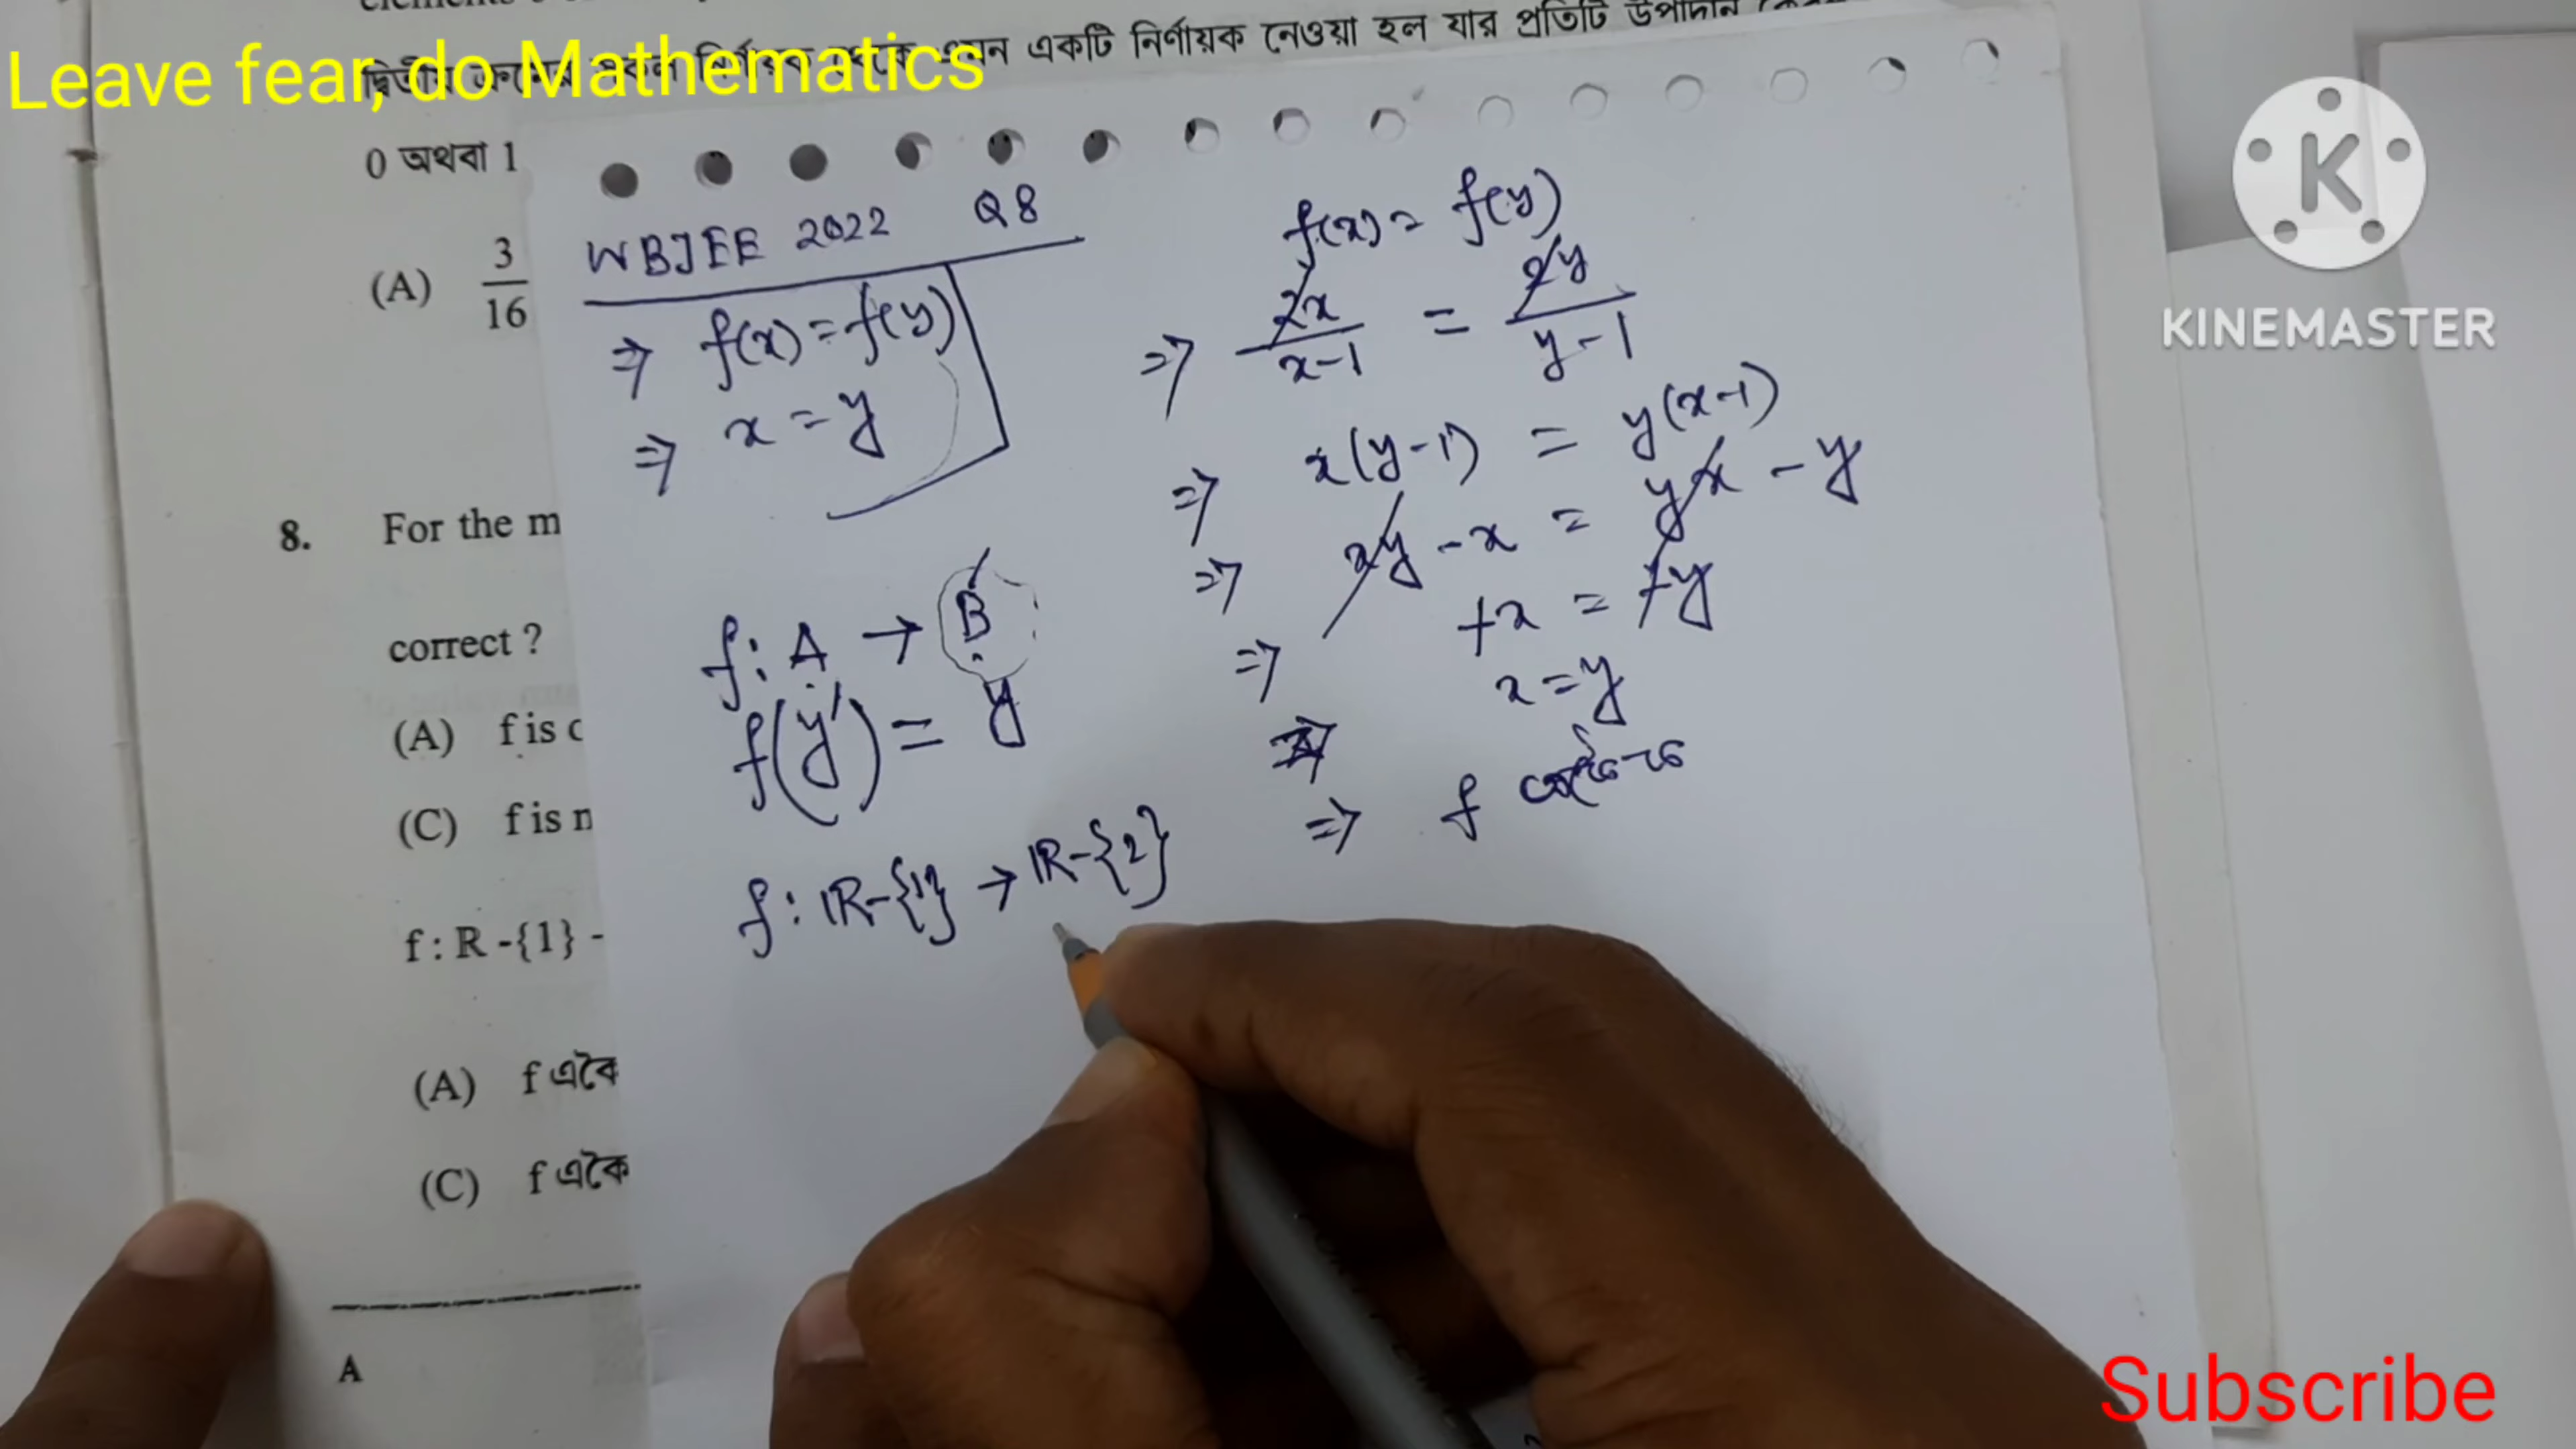 Leave fear, do Mathematics
একটি নির্ণায়ক নেওয়া হল যার প্রতিটি উপাদান
0 অথবা 1
(A) 3/16
8. For the m
correct ?
(A) f is c
(C) f is n
f : R -{1} -
(A) f একৈ
(C) f একৈ
A
WBJEE 2022 Q8
⇒ f(x) = f(y)
⇒ x = y
f: A → B
f(y') = y
f: IR-{1} → IR-{2}
f(x) = f(y)
⇒ 2x/x-1 = 2y/y-1
⇒ x(y-1) = y(x-1)
⇒ xy - x = yx - y
⇒ +x = +y
x = y
⇒ f
KINEMASTER
Subscribe